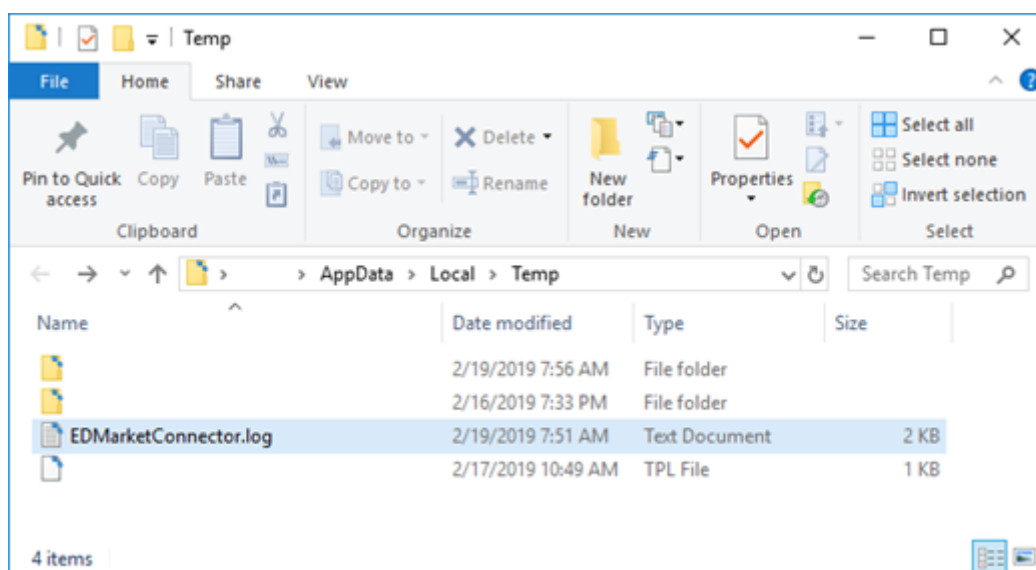 Temp
File Home Share View
Pin to Quick access
Copy
Paste
Move to
Copy to
Delete
Rename
New folder
Properties
Select all
Select none
Invert selection
Clipboard Organize New Open Select
> > AppData > Local > Temp Search Temp
Name Date modified Type Size
2/19/2019 7:56 AM File folder
2/16/2019 7:33 PM File folder
EDMarketConnector.log 2/19/2019 7:51 AM Text Document 2 KB
2/17/2019 10:49 AM TPL File 1 KB
4 items